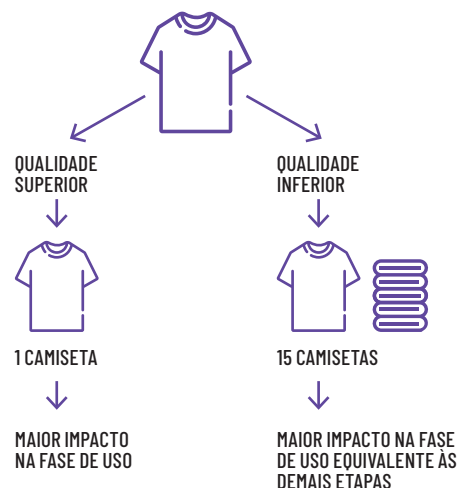 QUALIDADE
SUPERIOR
1 CAMISETA
MAIOR IMPACTO
NA FASE DE USO
QUALIDADE
INFERIOR
15 CAMISETAS
MAIOR IMPACTO NA FASE
DE USO EQUIVALENTE ÀS
DEMAIS ETAPAS